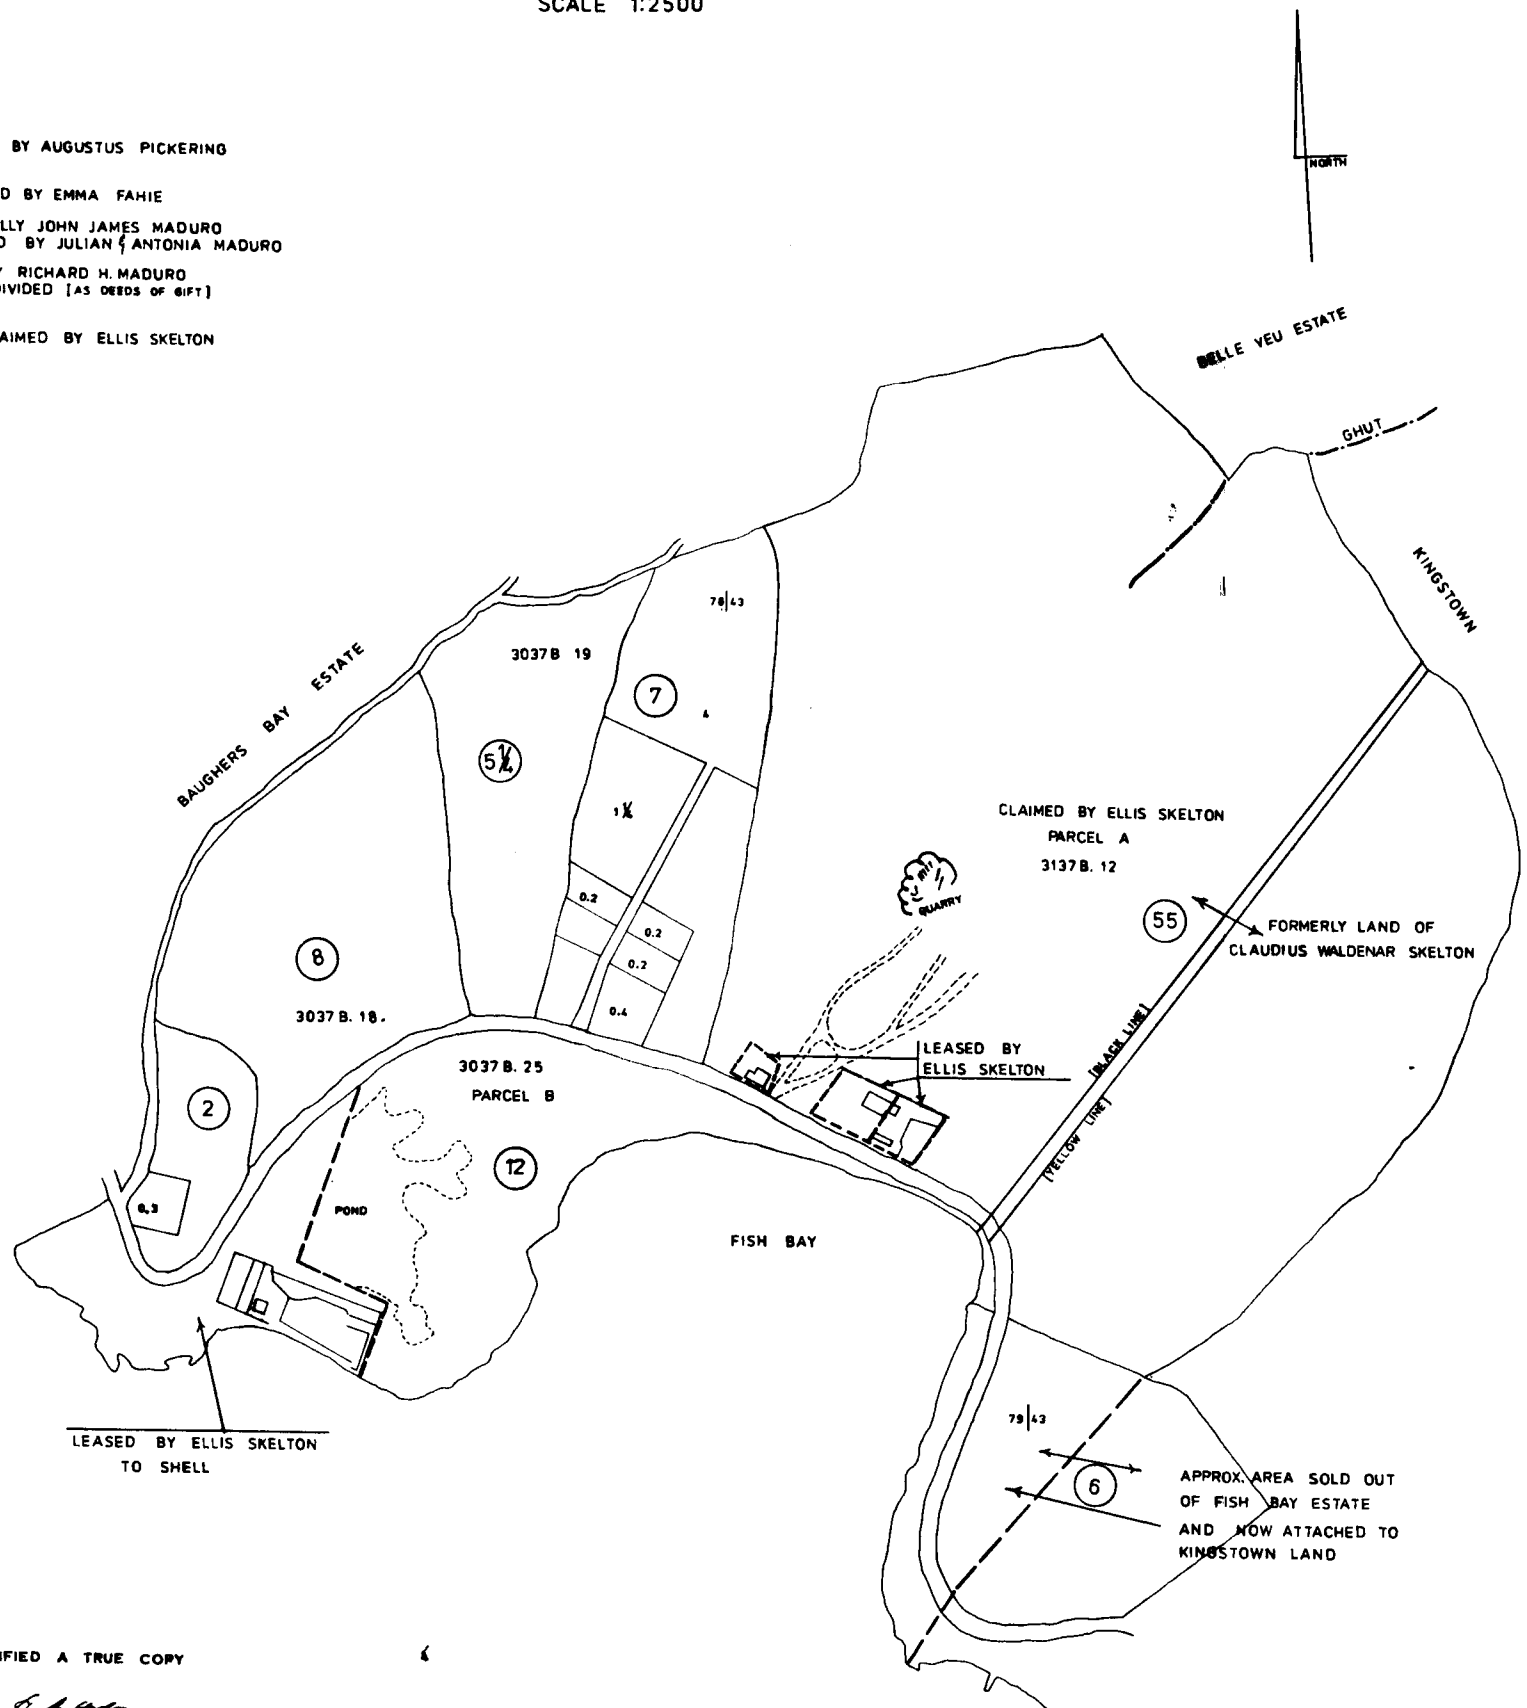 SCALE 1:2500
NORTH
BY AUGUSTUS PICKERING
D BY EMMA FAHIE
LLY JOHN JAMES MADURO
BY JULIAN & ANTONIA MADURO
RICHARD H. MADURO
IVIDED [AS DEEDS OF GIFT]
AIMED BY ELLIS SKELTON
BELLE VEU ESTATE
GHUT
KINGSTOWN
78|43
3037B 19
7
4
BAUGHERS BAY ESTATE
5¼
1¼
CLAIMED BY ELLIS SKELTON
PARCEL A
3137B. 12
QUARRY
0.2
55
FORMERLY LAND OF
CLAUDIUS WALDENAR SKELTON
0.2
8
0.2
3037B. 18.
0.4
[BLACK LINE]
LEASED BY
ELLIS SKELTON
3037B. 25
PARCEL B
2
[YELLOW LINE]
12
0.3
POND
FISH BAY
79|43
LEASED BY ELLIS SKELTON
TO SHELL
6
APPROX. AREA SOLD OUT
OF FISH BAY ESTATE
AND NOW ATTACHED TO
KINGSTOWN LAND
IFIED A TRUE COPY